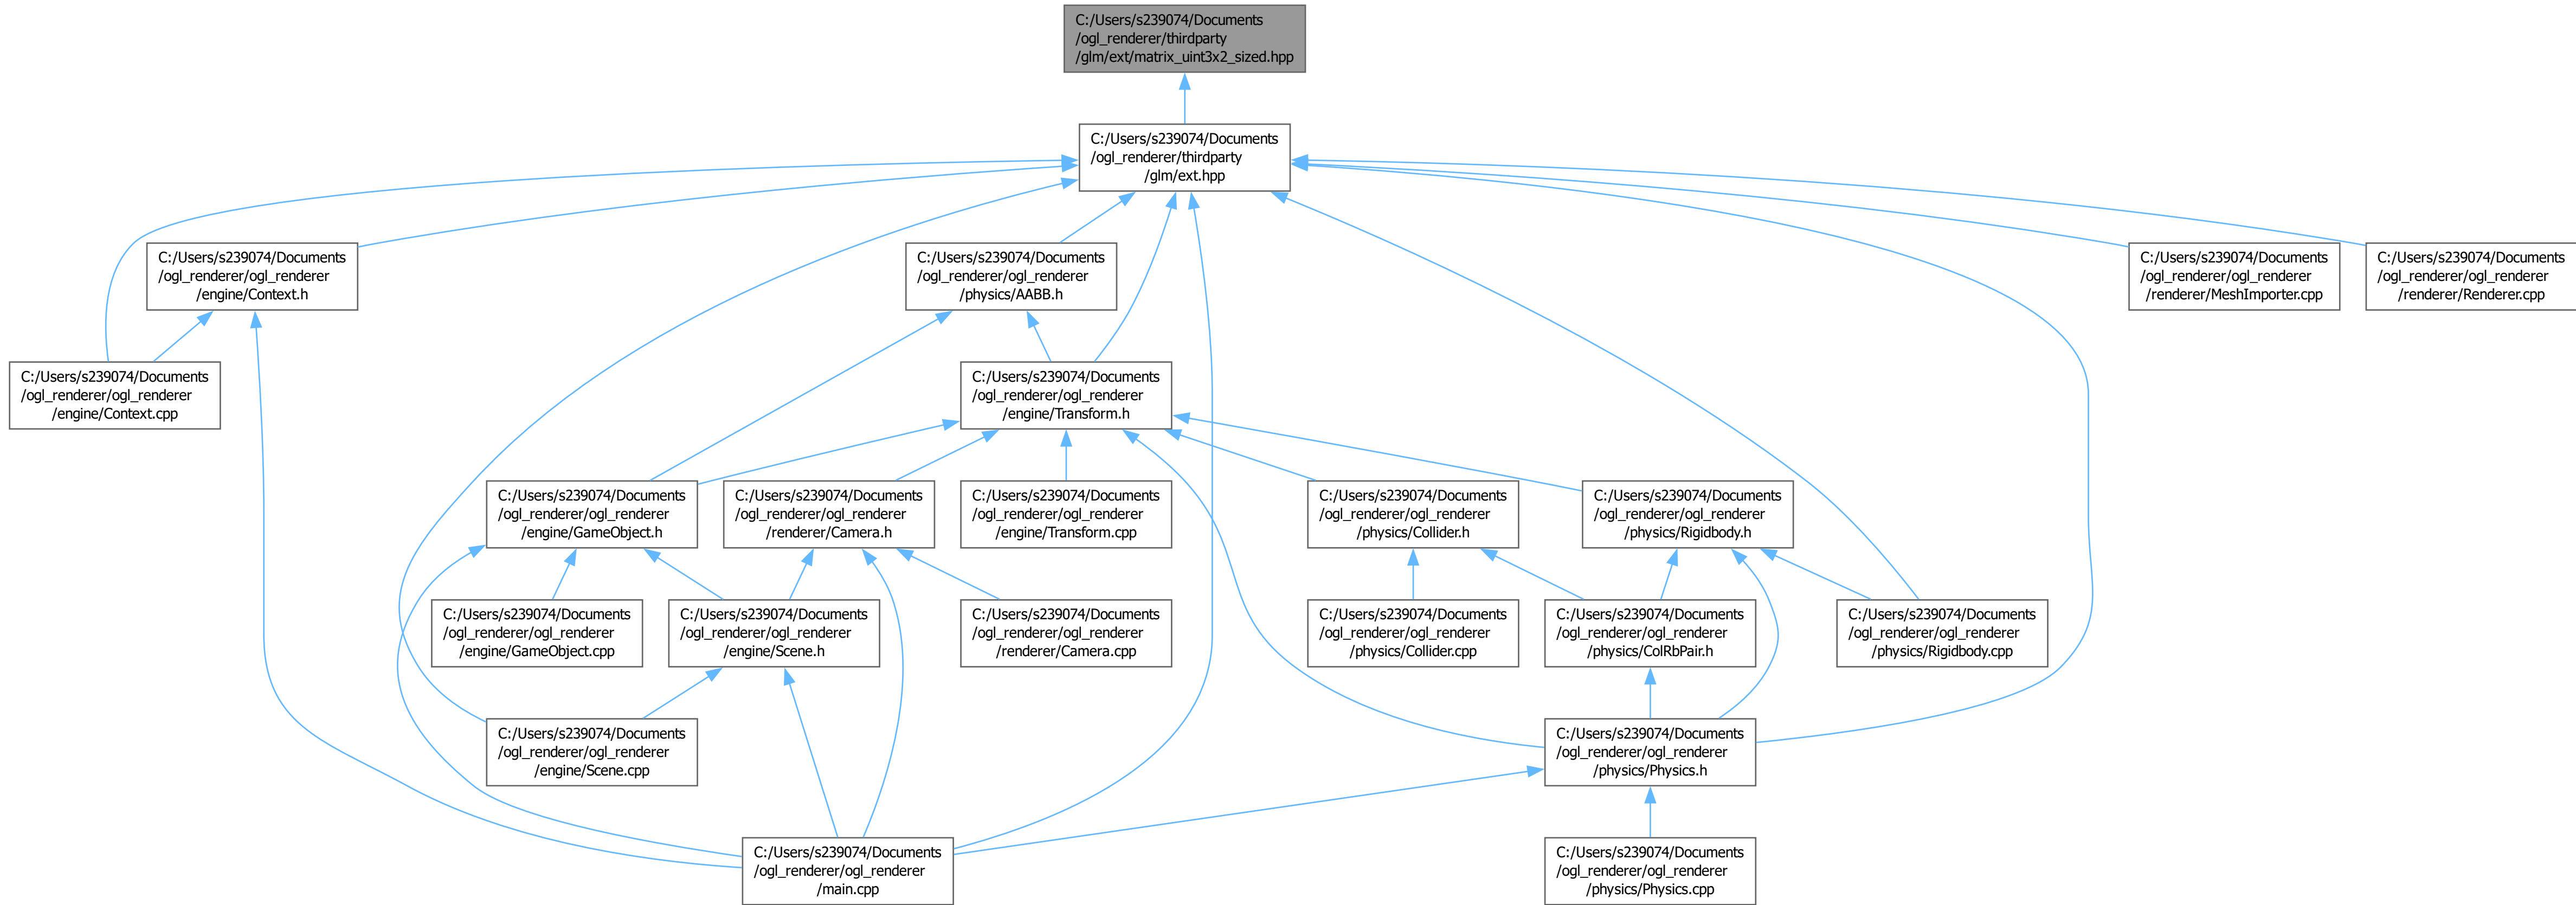 C:/Users/s239074/Documents
/ogl_renderer/thirdparty
/glm/ext/matrix_uint3x2_sized.hpp
C:/Users/s239074/Documents
/ogl_renderer/thirdparty
/glm/ext.hpp
C:/Users/s239074/Documents
/ogl_renderer/ogl_renderer
/engine/Context.h
C:/Users/s239074/Documents
/ogl_renderer/ogl_renderer
/physics/AABB.h
C:/Users/s239074/Documents
/ogl_renderer/ogl_renderer
/renderer/MeshImporter.cpp
C:/Users/s239074/Documents
/ogl_renderer/ogl_renderer
/renderer/Renderer.cpp
C:/Users/s239074/Documents
/ogl_renderer/ogl_renderer
/engine/Context.cpp
C:/Users/s239074/Documents
/ogl_renderer/ogl_renderer
/engine/Transform.h
C:/Users/s239074/Documents
/ogl_renderer/ogl_renderer
/engine/GameObject.h
C:/Users/s239074/Documents
/ogl_renderer/ogl_renderer
/renderer/Camera.h
C:/Users/s239074/Documents
/ogl_renderer/ogl_renderer
/engine/Transform.cpp
C:/Users/s239074/Documents
/ogl_renderer/ogl_renderer
/physics/Collider.h
C:/Users/s239074/Documents
/ogl_renderer/ogl_renderer
/physics/Rigidbody.h
C:/Users/s239074/Documents
/ogl_renderer/ogl_renderer
/engine/GameObject.cpp
C:/Users/s239074/Documents
/ogl_renderer/ogl_renderer
/engine/Scene.h
C:/Users/s239074/Documents
/ogl_renderer/ogl_renderer
/renderer/Camera.cpp
C:/Users/s239074/Documents
/ogl_renderer/ogl_renderer
/physics/Collider.cpp
C:/Users/s239074/Documents
/ogl_renderer/ogl_renderer
/physics/ColRbPair.h
C:/Users/s239074/Documents
/ogl_renderer/ogl_renderer
/physics/Rigidbody.cpp
C:/Users/s239074/Documents
/ogl_renderer/ogl_renderer
/engine/Scene.cpp
C:/Users/s239074/Documents
/ogl_renderer/ogl_renderer
/physics/Physics.h
C:/Users/s239074/Documents
/ogl_renderer/ogl_renderer
/main.cpp
C:/Users/s239074/Documents
/ogl_renderer/ogl_renderer
/physics/Physics.cpp